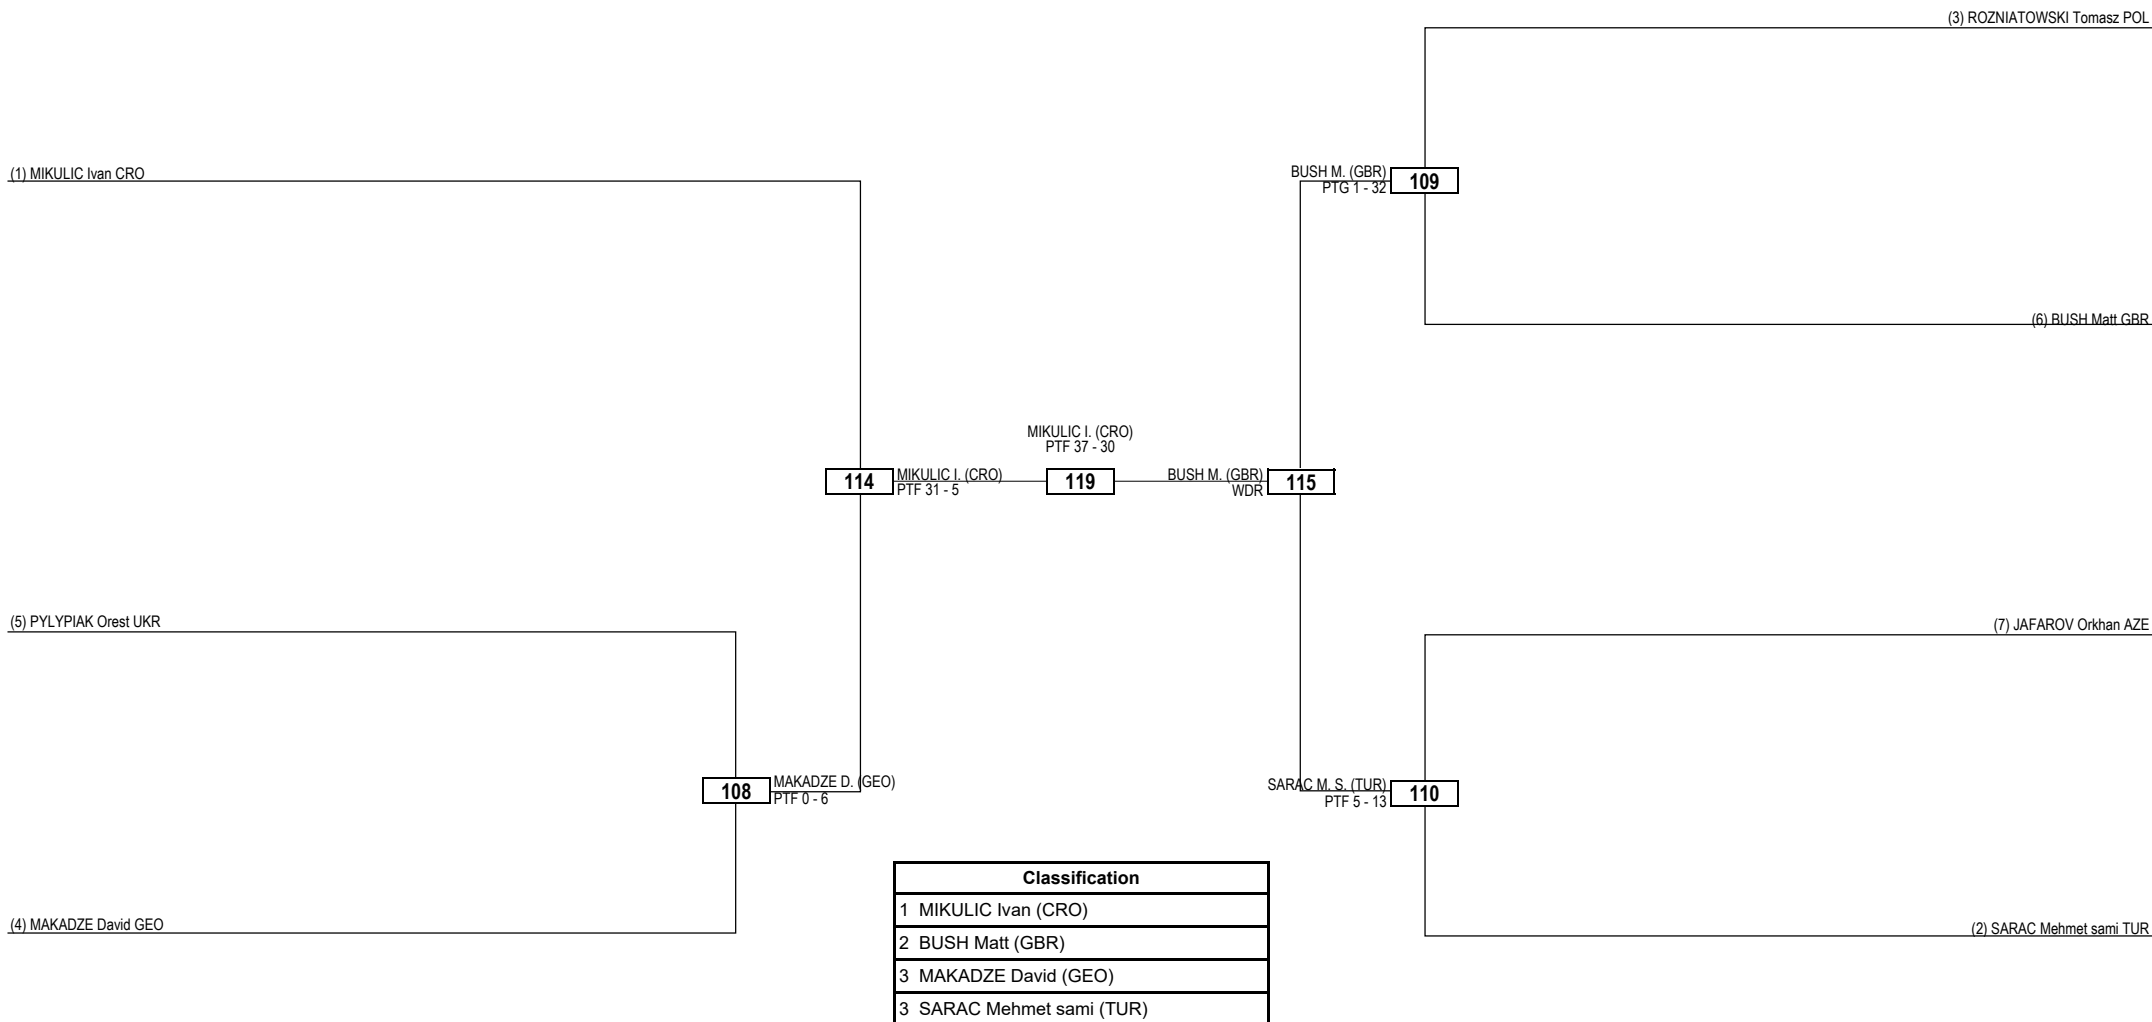 (3) ROZNIATOWSKI Tomasz POL
(1) MIKULIC Ivan CRO
BUSH M. (GBR)
PTG 1 - 32
109
(6) BUSH Matt GBR
MIKULIC I. (CRO)
PTF 37 - 30
114
MIKULIC I. (CRO)
PTF 31 - 5
119
BUSH M. (GBR)
WDR
115
(5) PYLYPIAK Orest UKR
(7) JAFAROV Orkhan AZE
108
MAKADZE D. (GEO)
PTF 0 - 6
SARAC M. S. (TUR)
PTF 5 - 13
110
(4) MAKADZE David GEO
(2) SARAC Mehmet sami TUR
Classification
1 MIKULIC Ivan (CRO)
2 BUSH Matt (GBR)
3 MAKADZE David (GEO)
3 SARAC Mehmet sami (TUR)